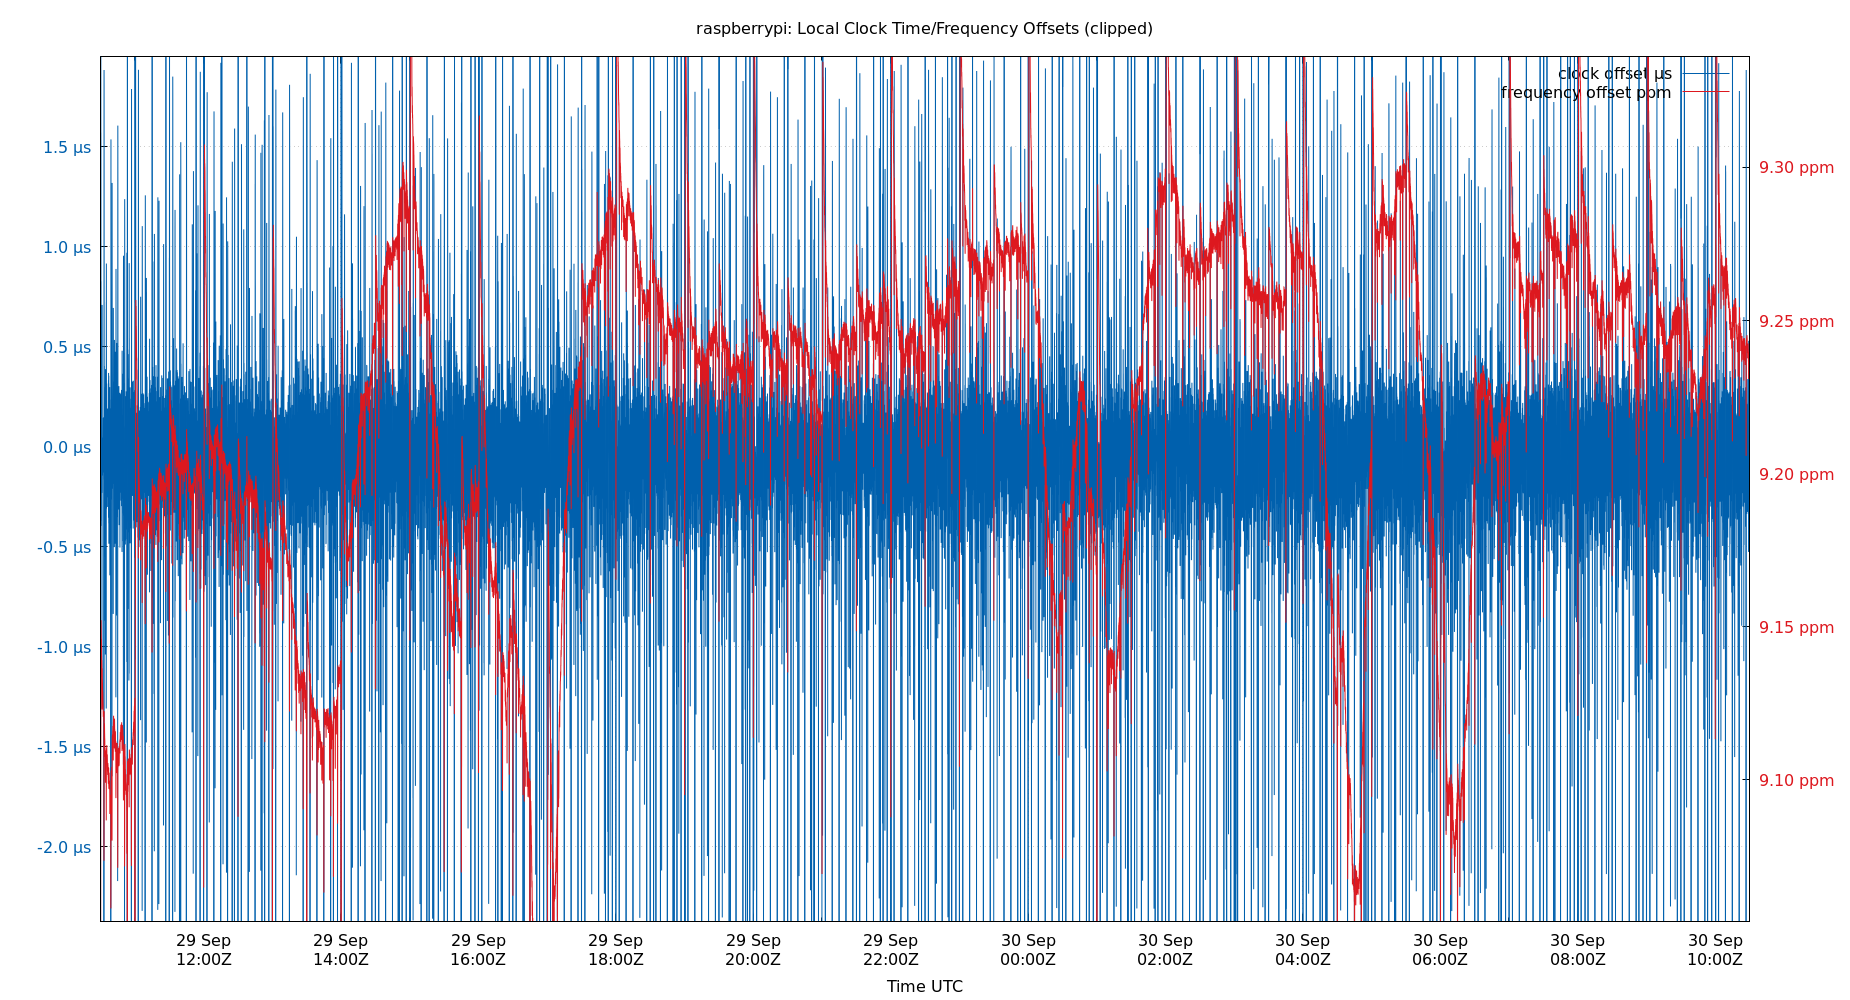 raspberrypi: Local Clock Time/Frequency Offsets (clipped)
clock offset µs
frequency offset ppm
1.5 µs
1.0 µs
0.5 µs
0.0 µs
-0.5 µs
-1.0 µs
-1.5 µs
-2.0 µs
9.30 ppm
9.25 ppm
9.20 ppm
9.15 ppm
9.10 ppm
29 Sep 29 Sep 29 Sep 29 Sep 29 Sep 29 Sep 30 Sep 30 Sep 30 Sep 30 Sep 30 Sep 30 Sep
12:00Z 14:00Z 16:00Z 18:00Z 20:00Z 22:00Z 00:00Z 02:00Z 04:00Z 06:00Z 08:00Z 10:00Z
Time UTC